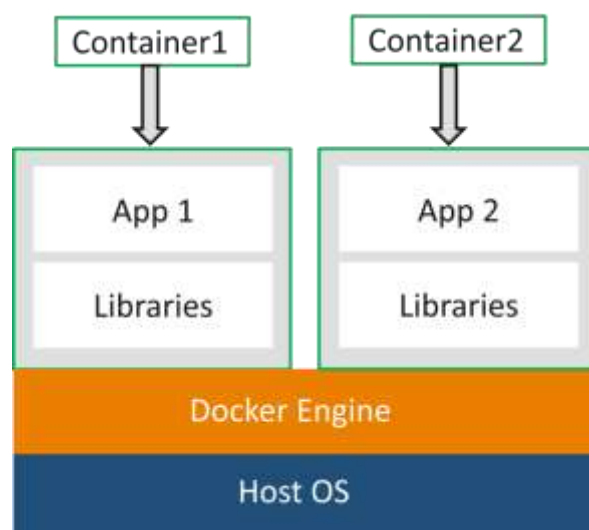 Container1
Container2
App 1
App 2
Libraries
Libraries
Docker Engine
Host OS